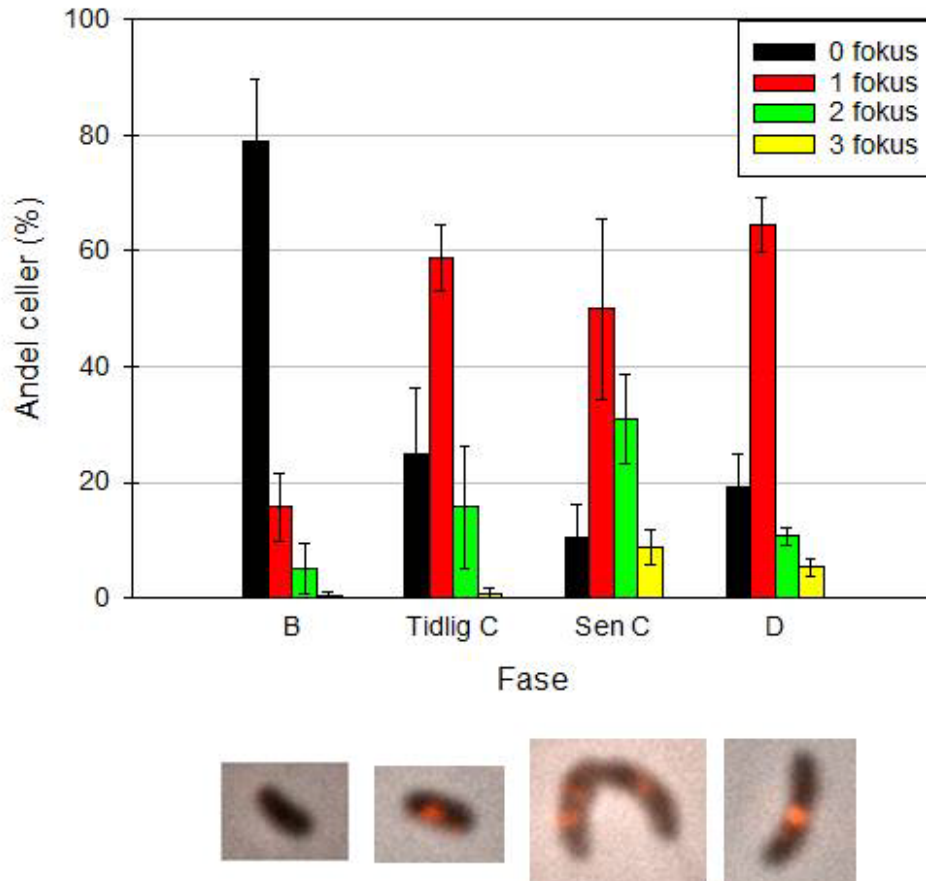 100
80
60
40
20
0
Andel celler (%)
0 fokus
1 fokus
2 fokus
3 fokus
B Tidlig C Sen C D
Fase